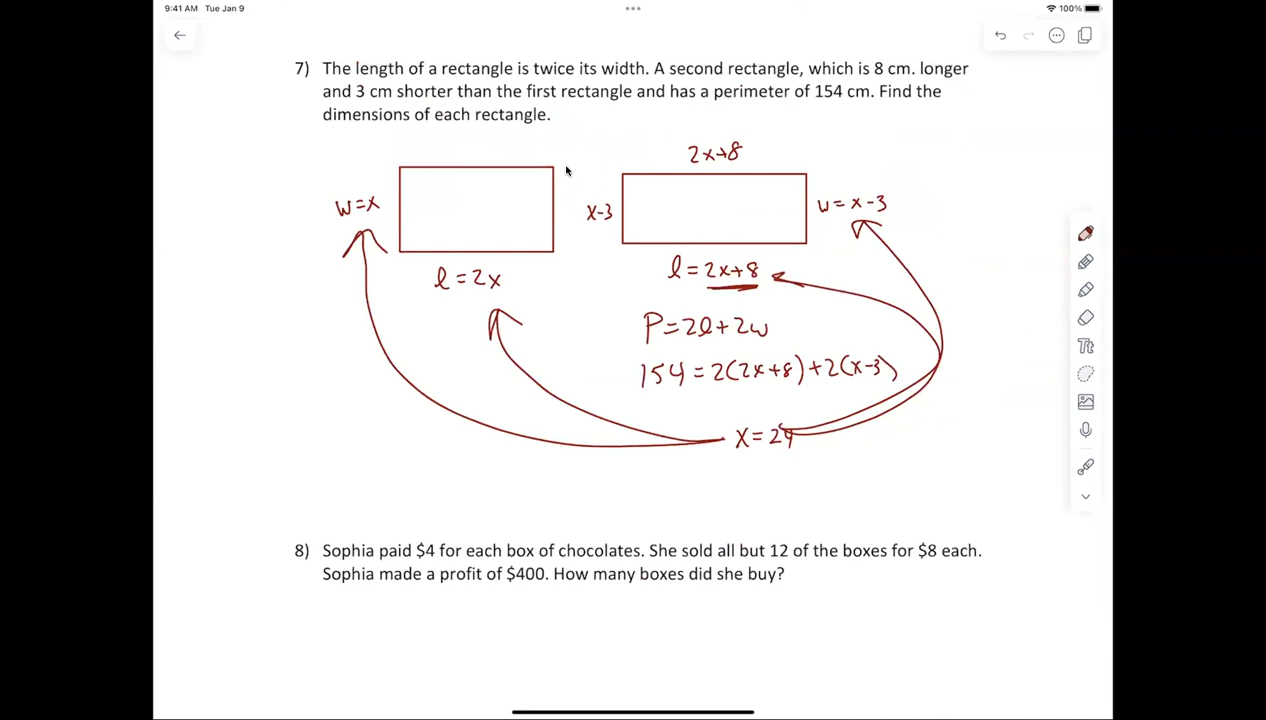 9:41 AM Tue Jan 9
100%
7) The length of a rectangle is twice its width. A second rectangle, which is 8 cm. longer
and 3 cm shorter than the first rectangle and has a perimeter of 154 cm. Find the
dimensions of each rectangle.
2x+8
w=x
x-3
w=x-3
l=2x
l=2x+8
P=2l+2w
154=2(2x+8)+2(x-3)
x=24
Tt
8) Sophia paid $4 for each box of chocolates. She sold all but 12 of the boxes for $8 each.
Sophia made a profit of $400. How many boxes did she buy?